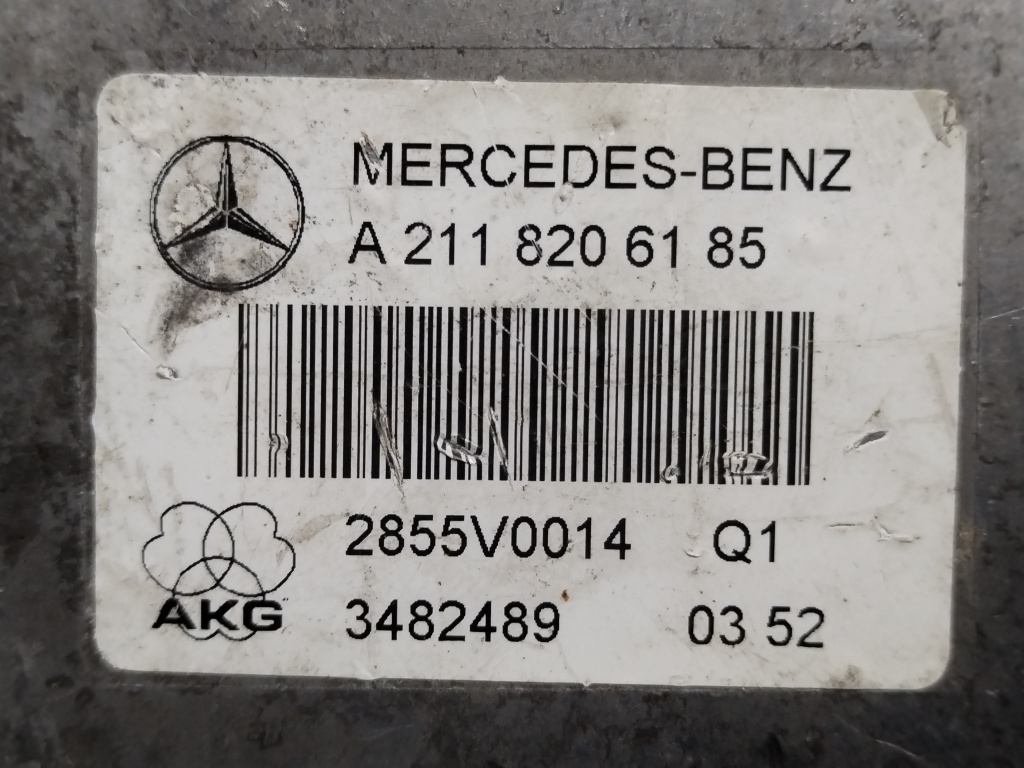 MERCEDES-BENZ
A 211 820 61 85
2855V0014 Q1
AKG
3482489 03 52